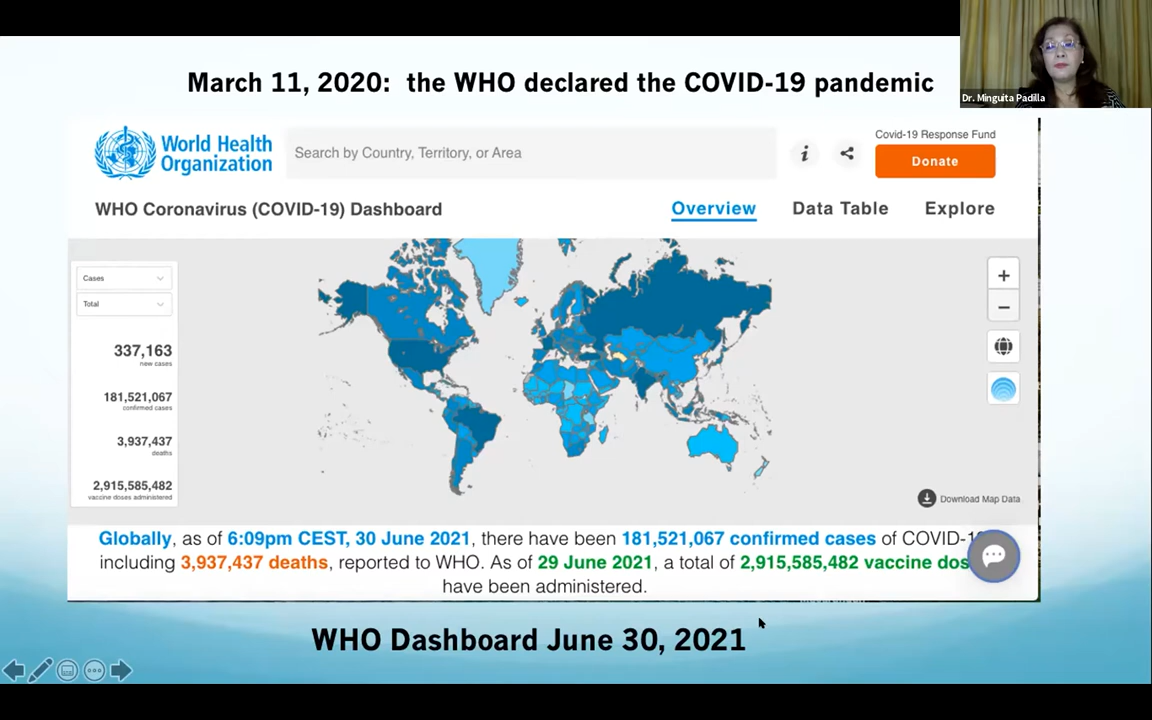 March 11, 2020: the WHO declared the COVID-19 pandemic
Dr. Minguita Padilla
World Health
Organization
Search by Country, Territory, or Area
i
Covid-19 Response Fund
Donate
WHO Coronavirus (COVID-19) Dashboard
Overview
Data Table
Explore
Cases
Total
337,163
new cases
181,521,067
confirmed cases
3,937,437
deaths
2,915,585,482
vaccine doses administered
+
−
Download Map Data
Globally, as of 6:09pm CEST, 30 June 2021, there have been 181,521,067 confirmed cases of COVID-1
including 3,937,437 deaths, reported to WHO. As of 29 June 2021, a total of 2,915,585,482 vaccine dos
have been administered.
WHO Dashboard June 30, 2021